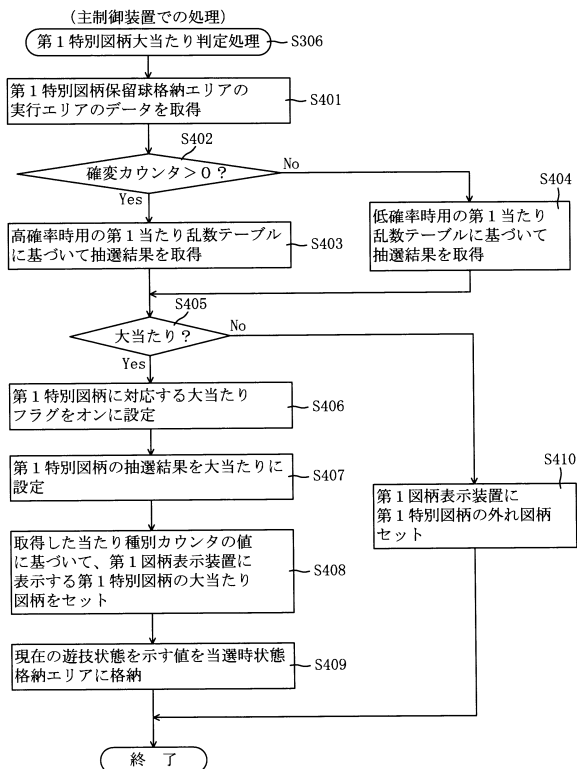 (主制御装置での処理)
第１特別図柄大当たり判定処理
S306
第１特別図柄保留球格納エリアの
実行エリアのデータを取得
S401
S402
確変カウンタ＞０？
No
Yes
S404
高確率時用の第１当たり乱数テーブル
に基づいて抽選結果を取得
S403
低確率時用の第１当たり
乱数テーブルに基づいて
抽選結果を取得
S405
大当たり？
No
Yes
第１特別図柄に対応する大当たり
フラグをオンに設定
S406
第１特別図柄の抽選結果を大当たりに
設定
S407
S410
第１図柄表示装置に
第１特別図柄の外れ図柄
セット
取得した当たり種別カウンタの値
に基づいて、第１図柄表示装置に
表示する第１特別図柄の大当たり
図柄をセット
S408
現在の遊技状態を示す値を当選時状態
格納エリアに格納
S409
終　了